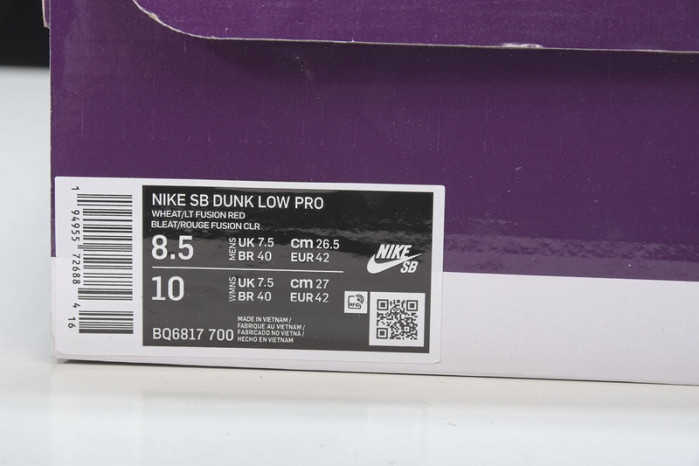 1 94955 72688 4 16
NIKE SB DUNK LOW PRO
WHEAT/LT FUSION RED
BLEAT/ROUGE FUSION CLR
8.5 MENS UK 7.5 cm 26.5
BR 40 EUR 42
10 WMNS UK 7.5 cm 27
BR 40 EUR 42
NIKE
SB
RFID
BQ6817 700
MADE IN VIETNAM /
FABRIQUE AU VIETNAM /
FABRICADO NO VIETNÃ /
HECHO EN VIETNAM